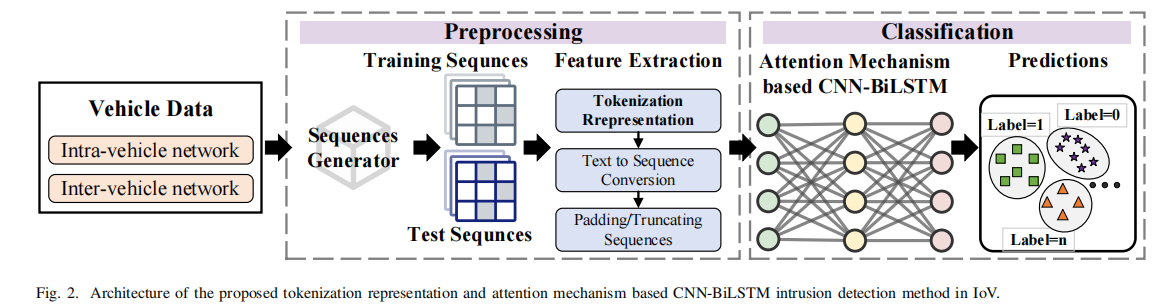 Preprocessing
Classification
Vehicle Data
Intra-vehicle network
Inter-vehicle network
Sequences
Generator
Training Sequnces
Test Sequnces
Feature Extraction
Tokenization
Rrepresentation
Text to Sequence
Conversion
Padding/Truncating
Sequences
Attention Mechanism
based CNN-BiLSTM
Predictions
Label=0
Label=1
Label=n
Fig. 2. Architecture of the proposed tokenization representation and attention mechanism based CNN-BiLSTM intrusion detection method in IoV.